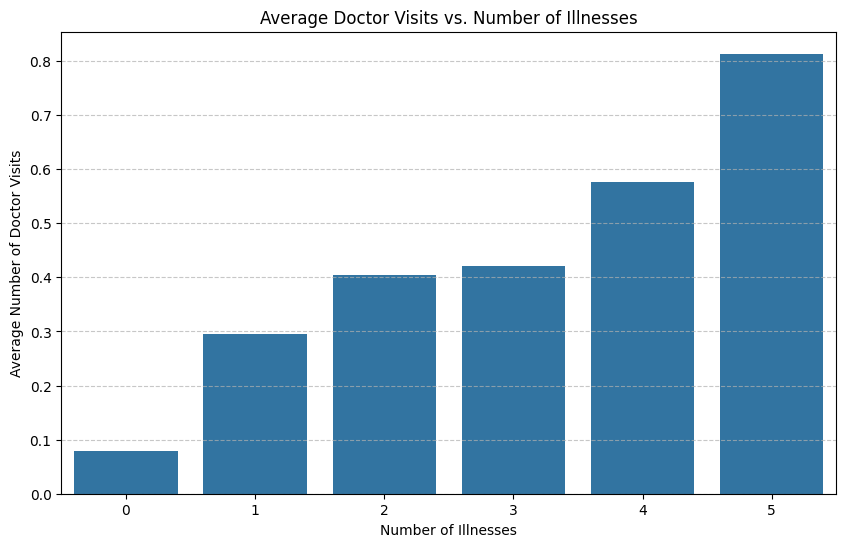 Average Doctor Visits vs. Number of Illnesses
Average Number of Doctor Visits
0.8
0.7
0.6
0.5
0.4
0.3
0.2
0.1
0.0
0 1 2 3 4 5
Number of Illnesses